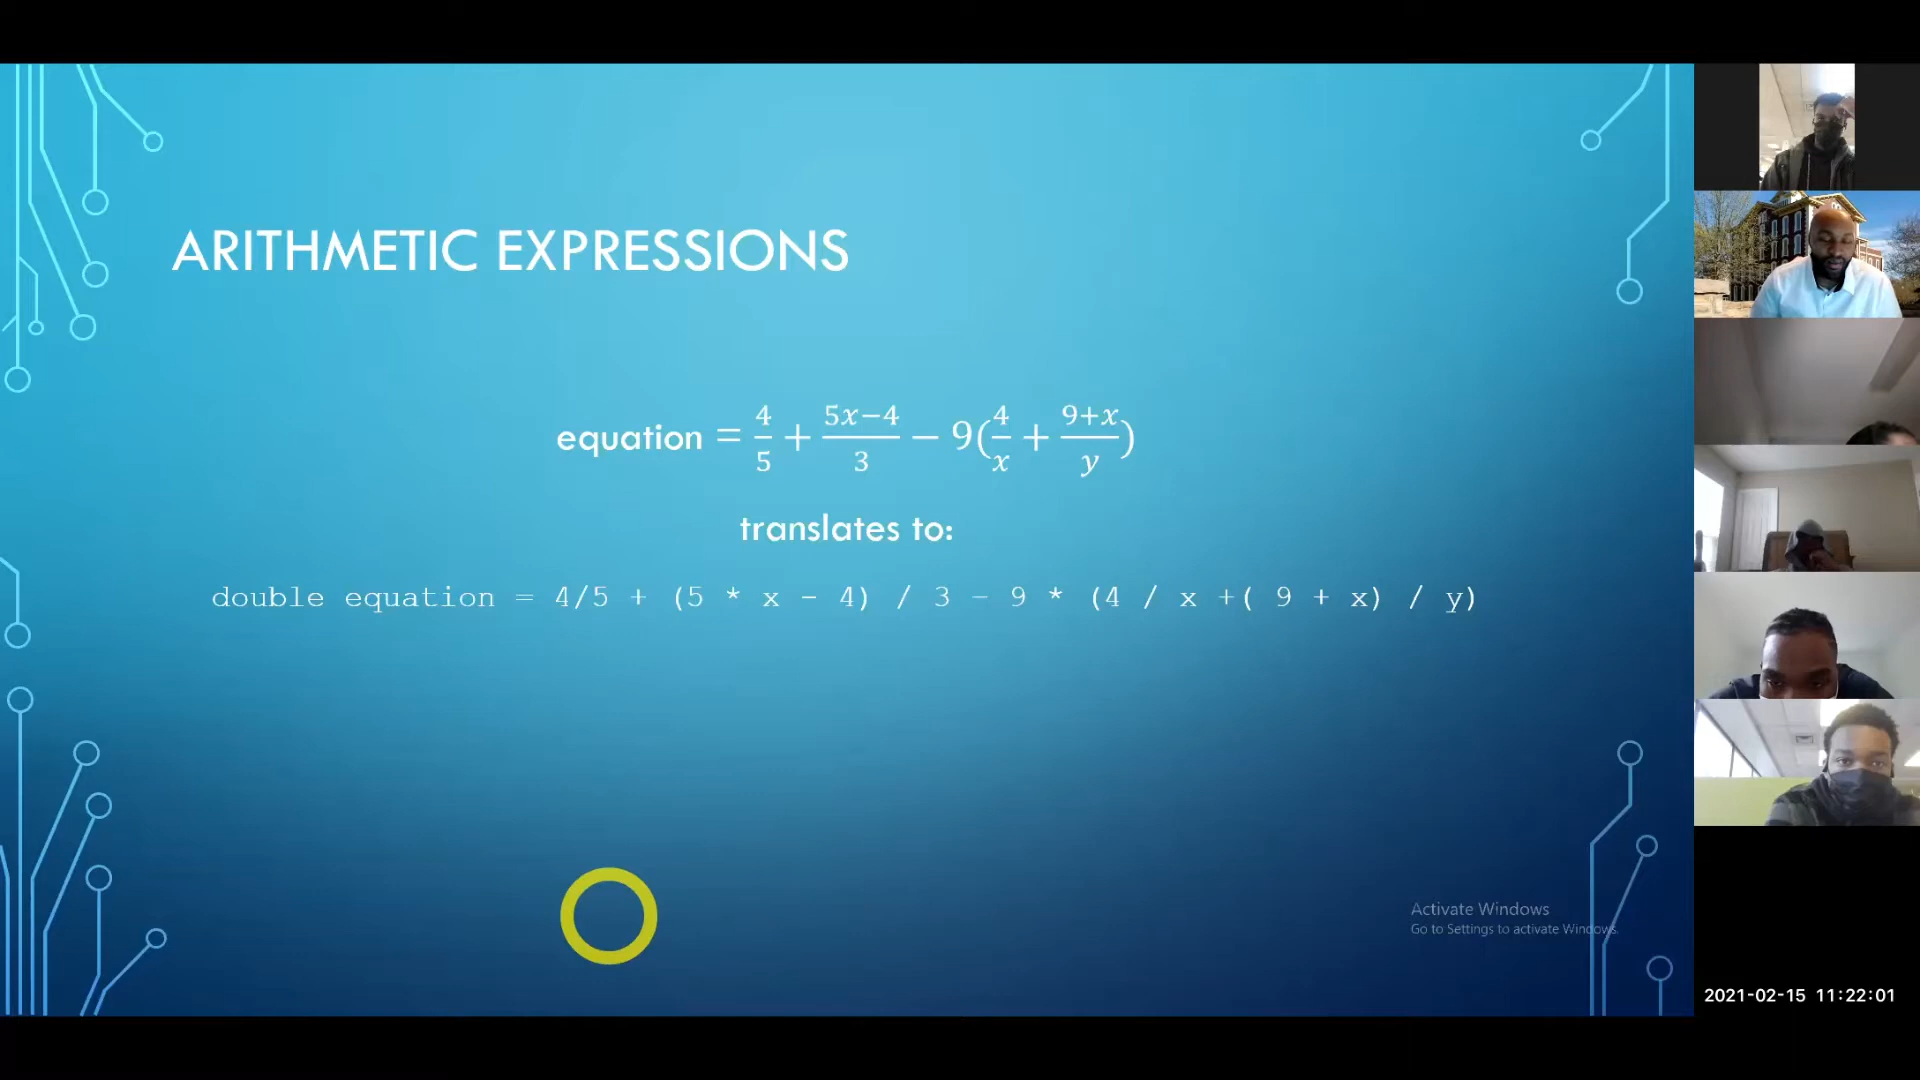 ARITHMETIC EXPRESSIONS
equation = 4/5 + 5x−4/3 − 9(4/x + 9+x/y)
translates to:
double equation = 4/5 + (5 * x - 4) / 3 - 9 * (4 / x +( 9 + x) / y)
Activate Windows
Go to Settings to activate Windows.
2021-02-15 11:22:01